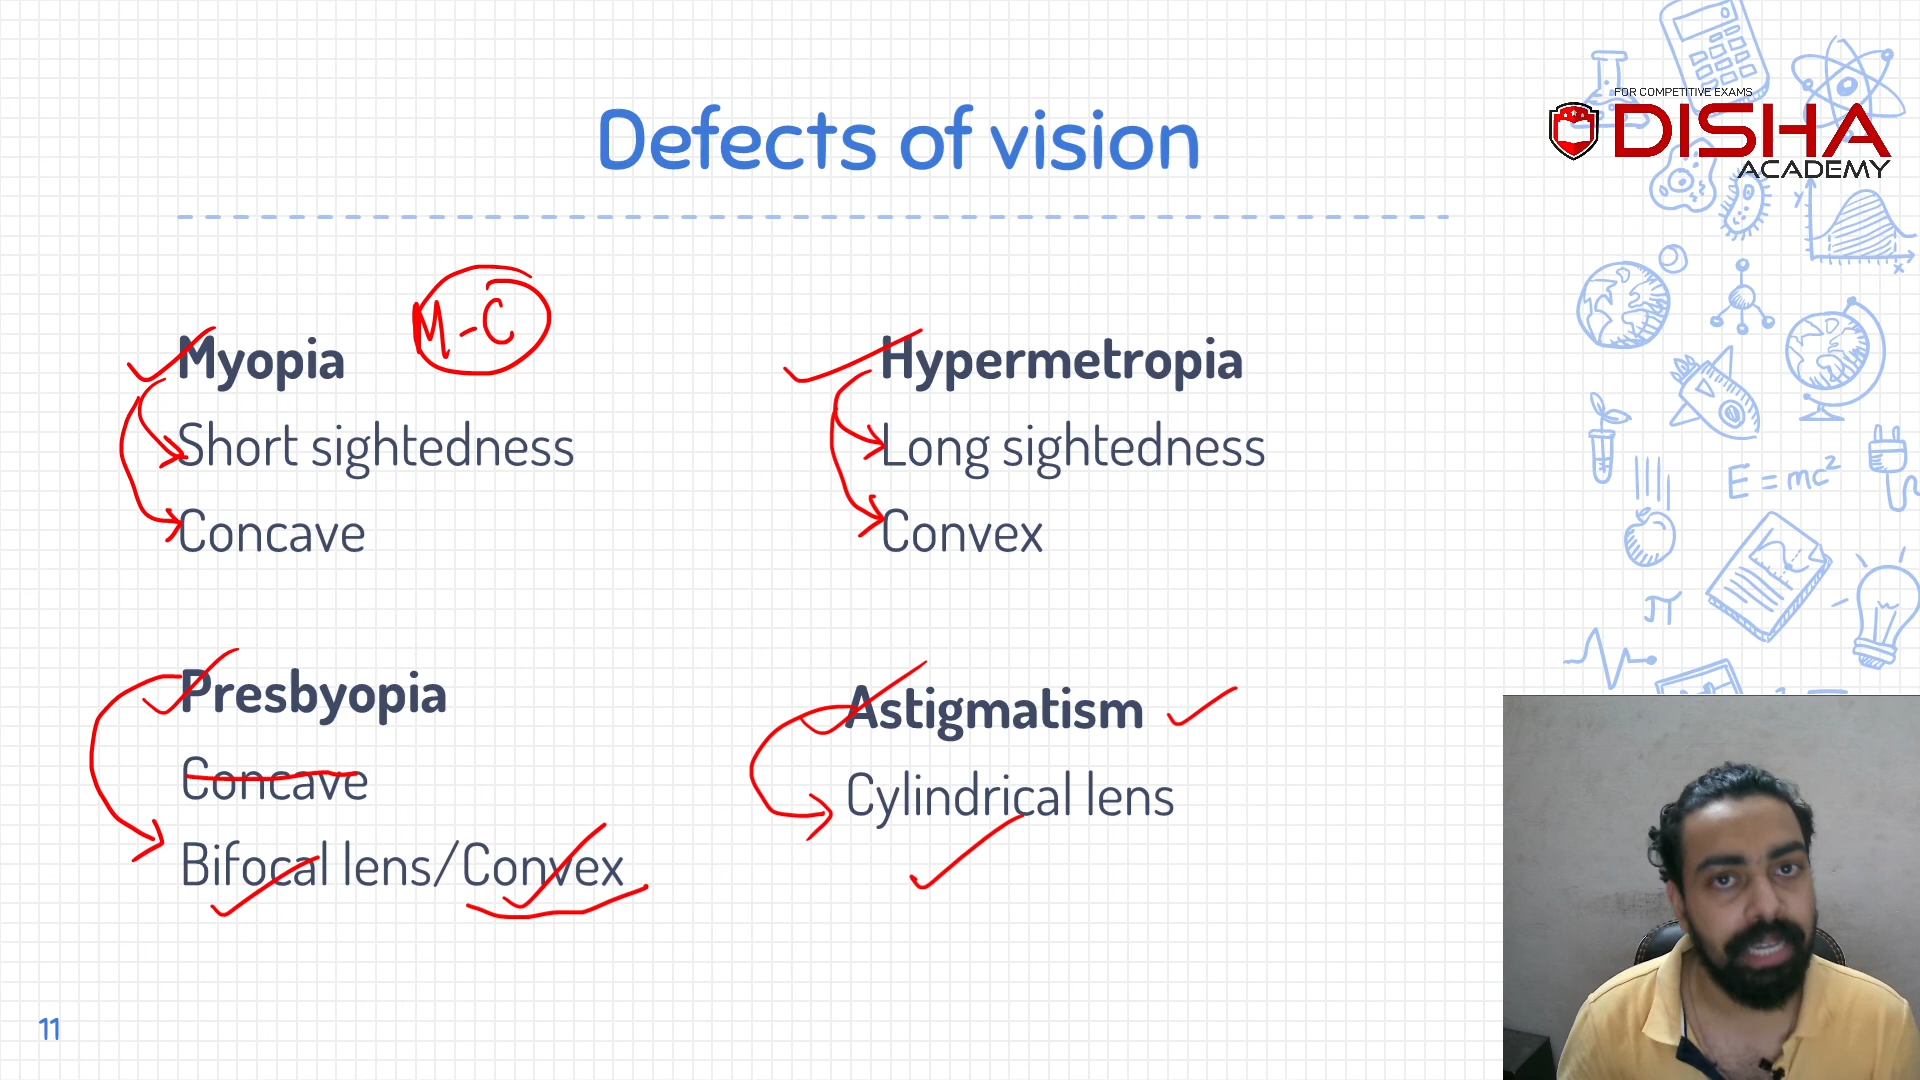 Defects of vision
FOR COMPETITIVE EXAMS
DISHA
ACADEMY
M-C
Myopia
Short sightedness
Concave
Hypermetropia
Long sightedness
Convex
Presbyopia
Concave
Bifocal lens/Convex
Astigmatism
Cylindrical lens
y
x
E = mc²
π
11